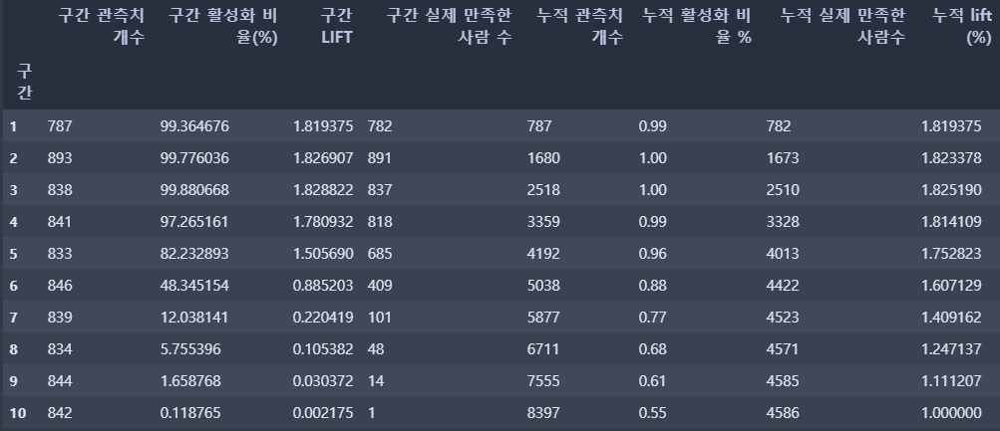 구간 관측치 개수 구간 활성화 비율(%) 구간 LIFT 구간 실제 만족한 사람 수 누적 관측치 개수 누적 활성화 비율 % 누적 실제 만족한 사람수 누적 lift (%)
구간
1 787 99.364676 1.819375 782 787 0.99 782 1.819375
2 893 99.776036 1.826907 891 1680 1.00 1673 1.823378
3 838 99.880668 1.828822 837 2518 1.00 2510 1.825190
4 841 97.265161 1.780932 818 3359 0.99 3328 1.814109
5 833 82.232893 1.505690 685 4192 0.96 4013 1.752823
6 846 48.345154 0.885203 409 5038 0.88 4422 1.607129
7 839 12.038141 0.220419 101 5877 0.77 4523 1.409162
8 834 5.755396 0.105382 48 6711 0.68 4571 1.247137
9 844 1.658768 0.030372 14 7555 0.61 4585 1.111207
10 842 0.118765 0.002175 1 8397 0.55 4586 1.000000